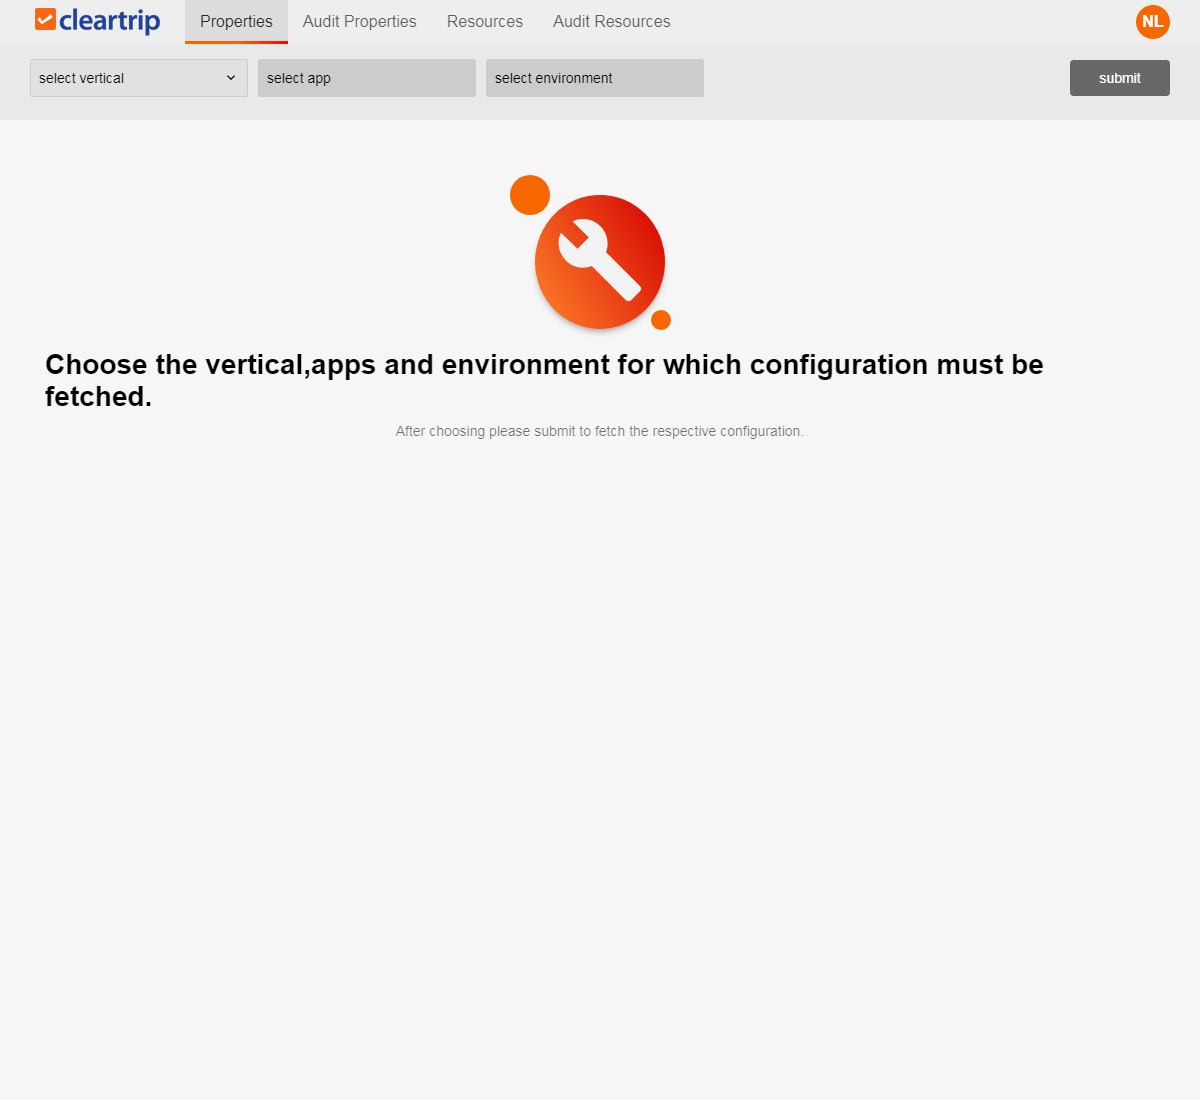 cleartrip Properties Audit Properties Resources Audit Resources NL
select vertical select app select environment submit
Choose the vertical,apps and environment for which configuration must be
fetched.
After choosing please submit to fetch the respective configuration.